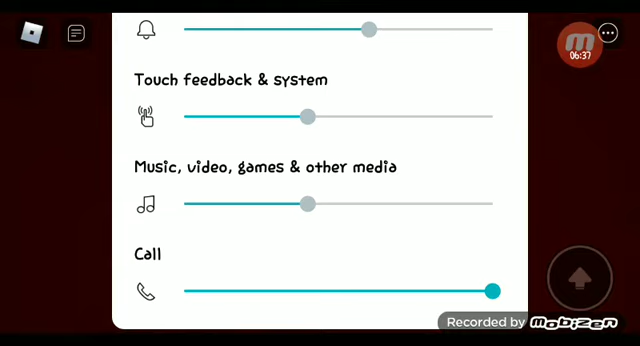 06:37
Touch feedback & system
Music, video, games & other media
Call
Recorded by mobizen